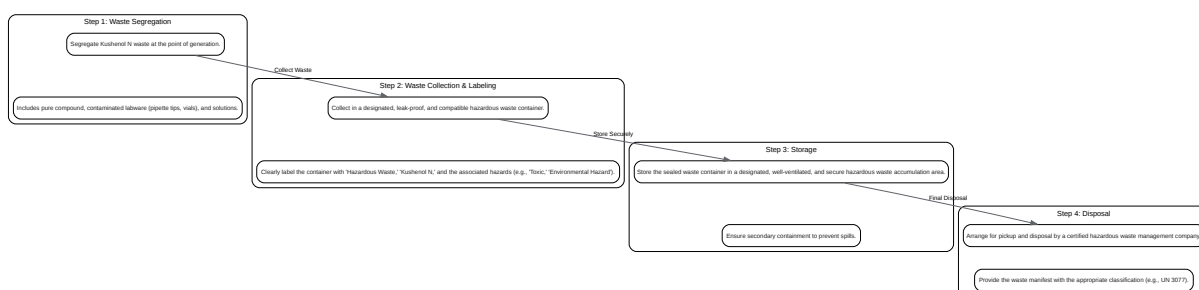 Step 1: Waste Segregation
Segregate Kushenol N waste at the point of generation.
Includes pure compound, contaminated labware (pipette tips, vials), and solutions.
Collect Waste
Step 2: Waste Collection & Labeling
Collect in a designated, leak-proof, and compatible hazardous waste container.
Clearly label the container with 'Hazardous Waste,' 'Kushenol N,' and the associated hazards (e.g., 'Toxic,' 'Environmental Hazard').
Store Securely
Step 3: Storage
Store the sealed waste container in a designated, well-ventilated, and secure hazardous waste accumulation area.
Ensure secondary containment to prevent spills.
Final Disposal
Step 4: Disposal
Arrange for pickup and disposal by a certified hazardous waste management company
Provide the waste manifest with the appropriate classification (e.g., UN 3077).